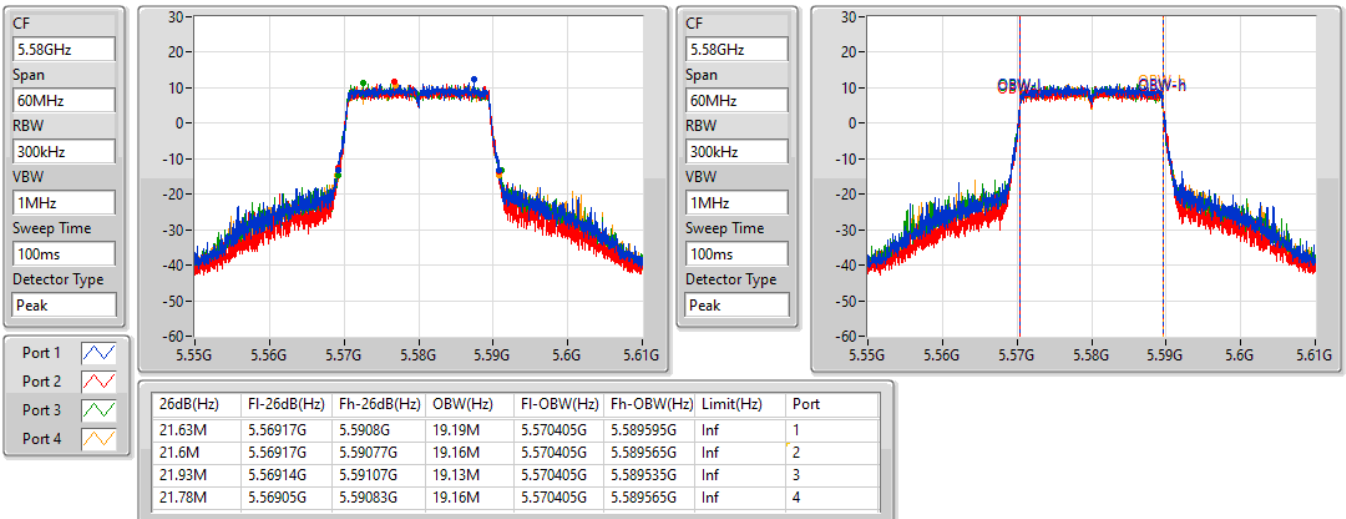 CF
5.58GHz
Span
60MHz
RBW
300kHz
VBW
1MHz
Sweep Time
100ms
Detector Type
Peak
30
20
10
0
-10
-20
-30
-40
-50
-60
5.55G 5.56G 5.57G 5.58G 5.59G 5.6G 5.61G
CF
5.58GHz
Span
60MHz
RBW
300kHz
VBW
1MHz
Sweep Time
100ms
Detector Type
Peak
30
20
10
0
-10
-20
-30
-40
-50
-60
OBW-l OBW-h
5.55G 5.56G 5.57G 5.58G 5.59G 5.6G 5.61G
Port 1
Port 2
Port 3
Port 4
26dB(Hz) Fl-26dB(Hz) Fh-26dB(Hz) OBW(Hz) Fl-OBW(Hz) Fh-OBW(Hz) Limit(Hz) Port
21.63M 5.56917G 5.5908G 19.19M 5.570405G 5.589595G Inf 1
21.6M 5.56917G 5.59077G 19.16M 5.570405G 5.589565G Inf 2
21.93M 5.56914G 5.59107G 19.13M 5.570405G 5.589535G Inf 3
21.78M 5.56905G 5.59083G 19.16M 5.570405G 5.589565G Inf 4